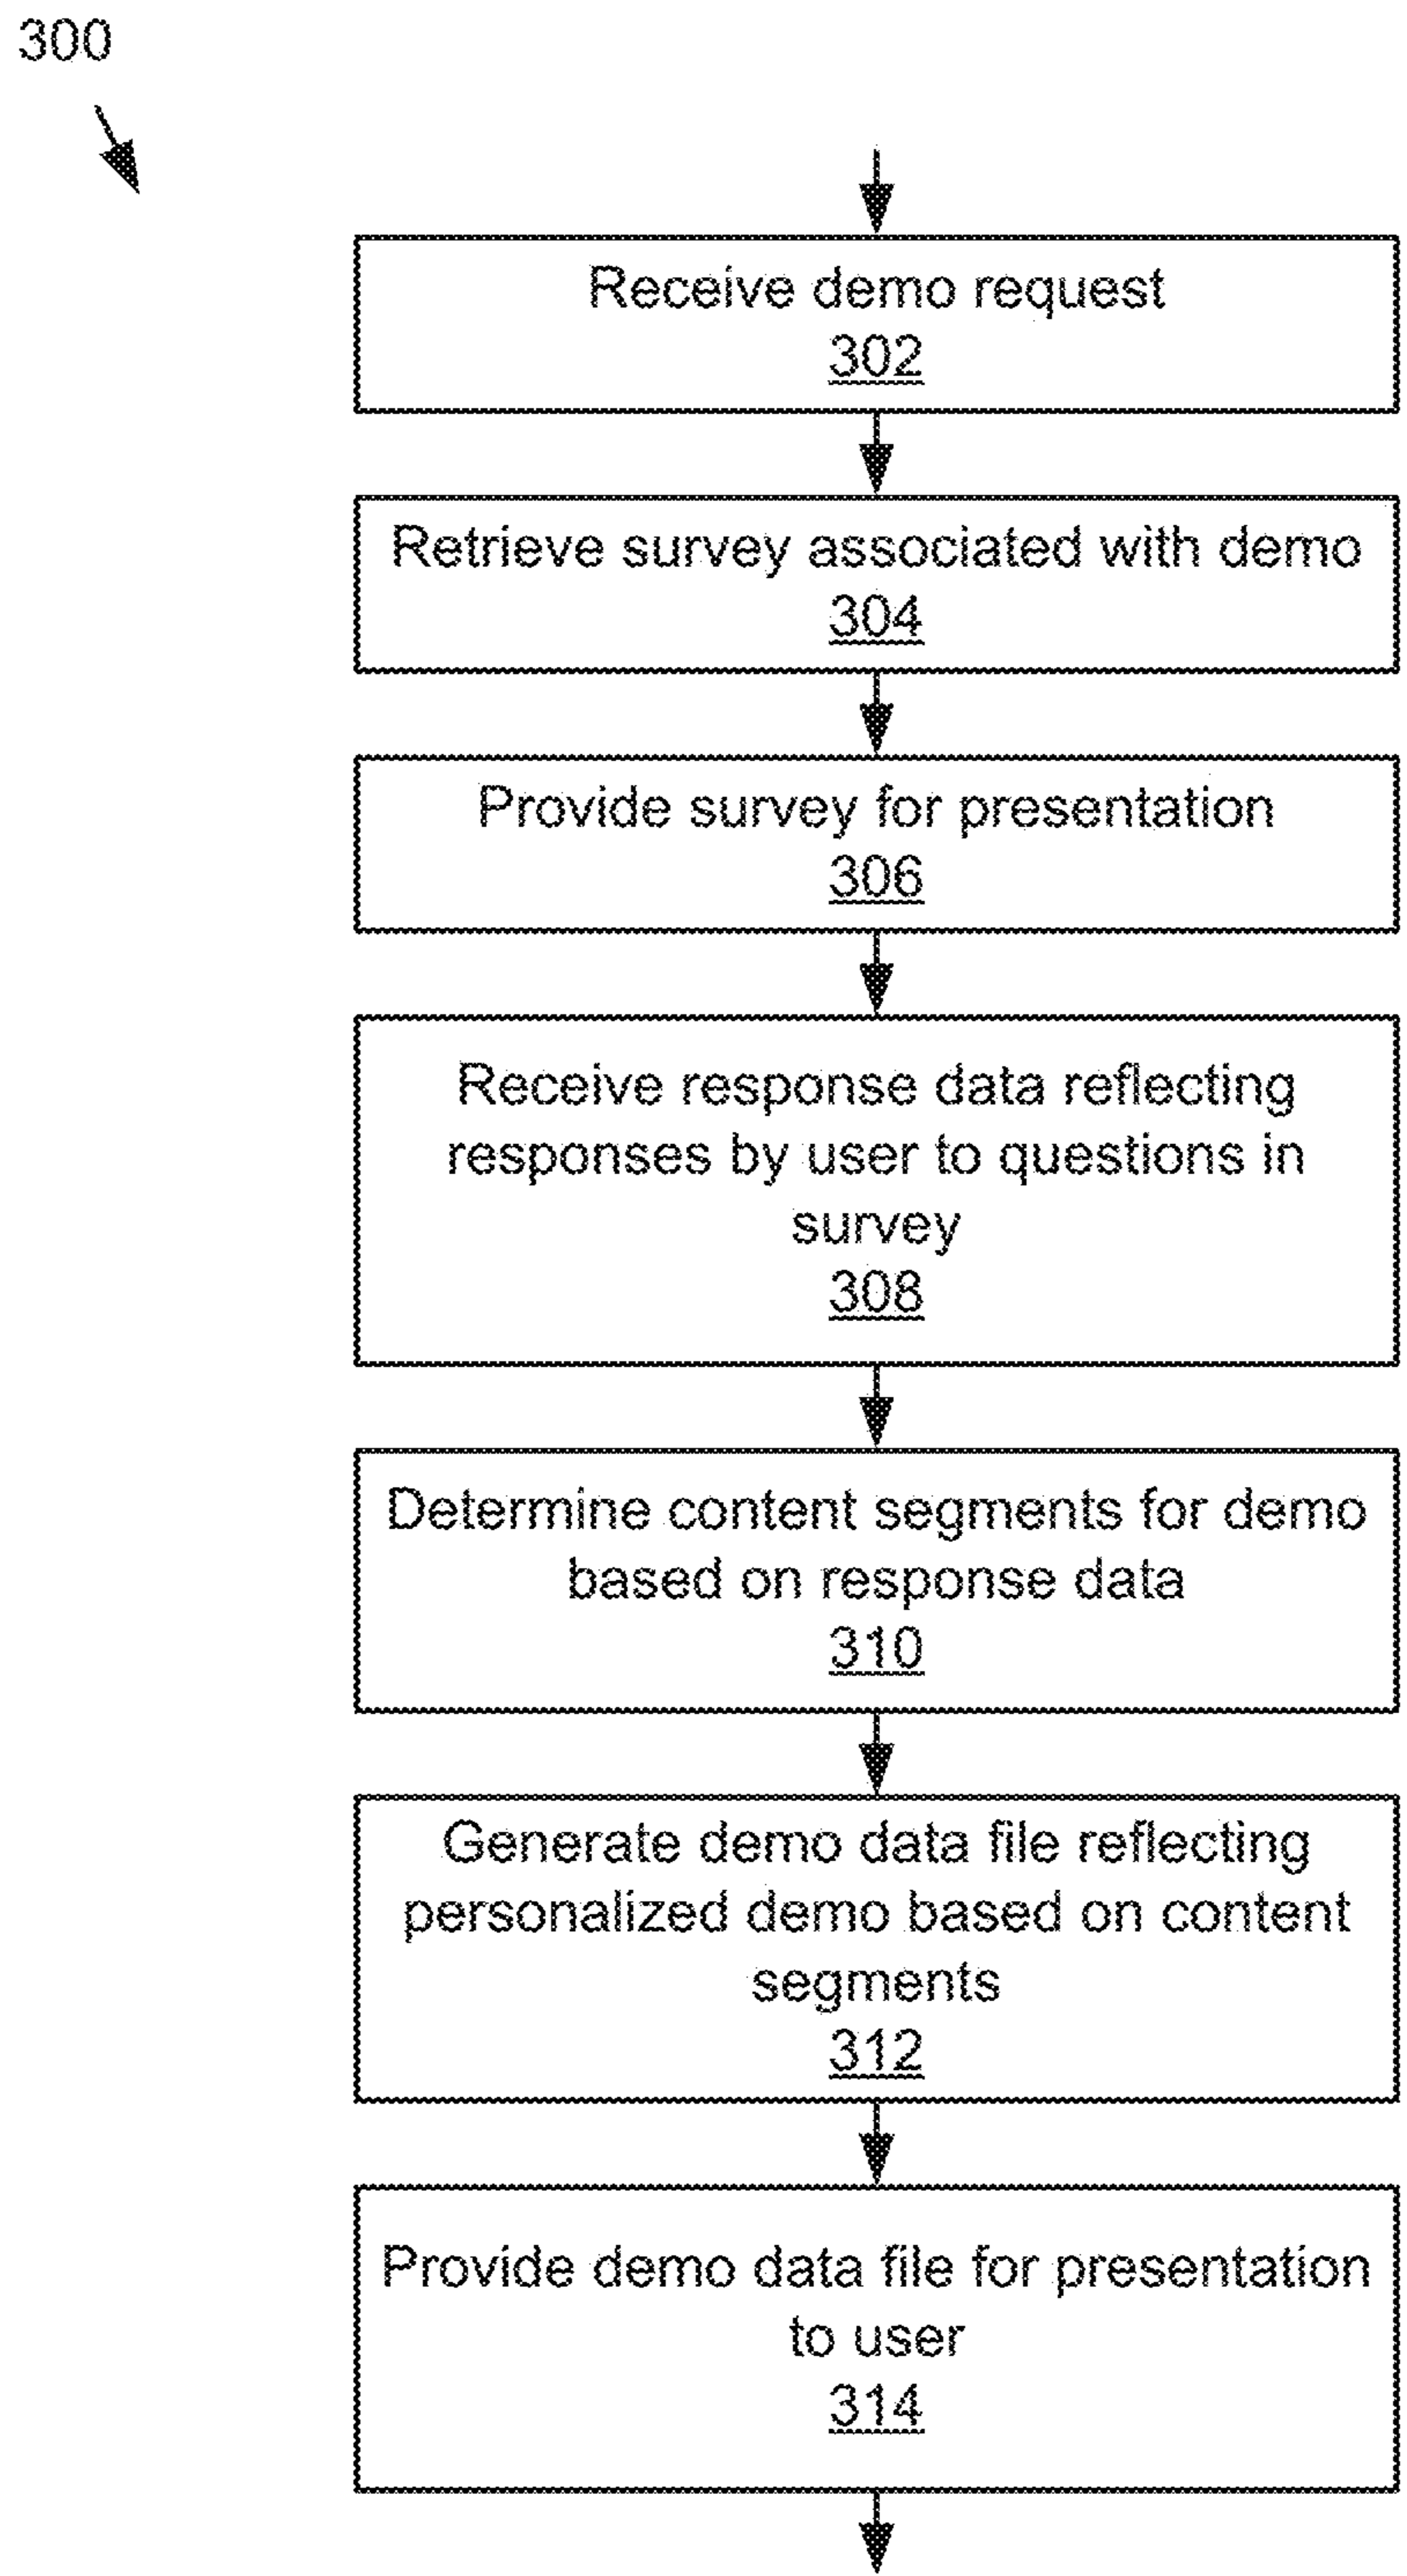 300
Receive demo request
302
Retrieve survey associated with demo
304
Provide survey for presentation
306
Receive response data reflecting
responses by user to questions in
survey
308
Determine content segments for demo
based on response data
310
Generate demo data file reflecting
personalized demo based on content
segments
312
Provide demo data file for presentation
to user
314